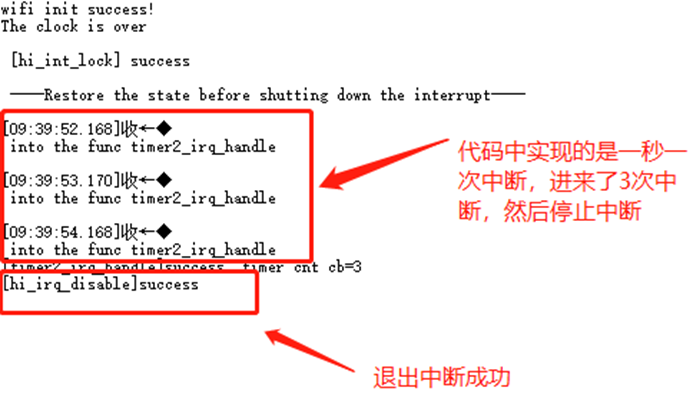 wifi init success!
The clock is over
[hi_int_lock] success
────Restore the state before shutting down the interrupt────
[09:39:52.168]收←◆
into the func timer2_irq_handle
[09:39:53.170]收←◆
into the func timer2_irq_handle
[09:39:54.168]收←◆
into the func timer2_irq_handle
[timer2_irq_handle]success, timer cnt cb=3
[hi_irq_disable]success
代码中实现的是一秒一
次中断，进来了3次中
断，然后停止中断
退出中断成功